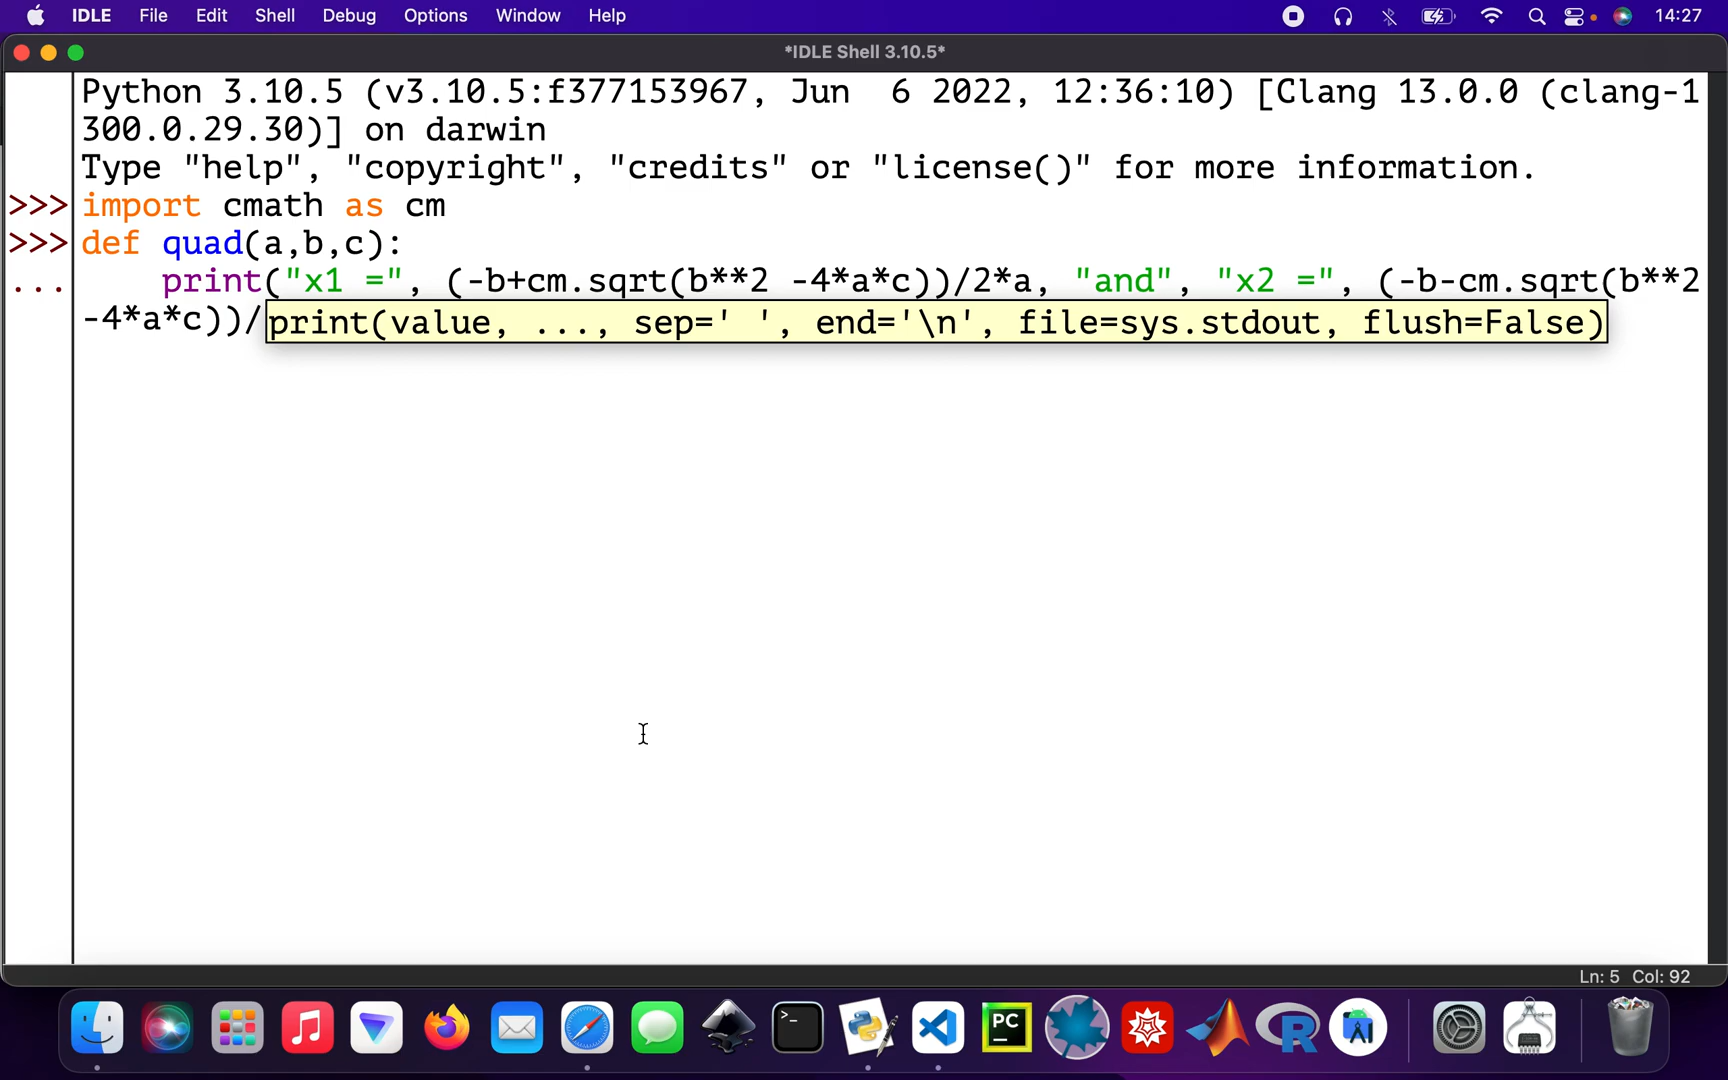 IDLE File Edit Shell Debug Options Window Help 14:27
*IDLE Shell 3.10.5*
Python 3.10.5 (v3.10.5:f377153967, Jun  6 2022, 12:36:10) [Clang 13.0.0 (clang-1
300.0.29.30)] on darwin
Type "help", "copyright", "credits" or "license()" for more information.
>>> import cmath as cm
>>> def quad(a,b,c):
...     print("x1 =", (-b+cm.sqrt(b**2 -4*a*c))/2*a, "and", "x2 =", (-b-cm.sqrt(b**2
-4*a*c))/
print(value, ..., sep=' ', end='\n', file=sys.stdout, flush=False)
Ln: 5 Col: 92
>_ PC R